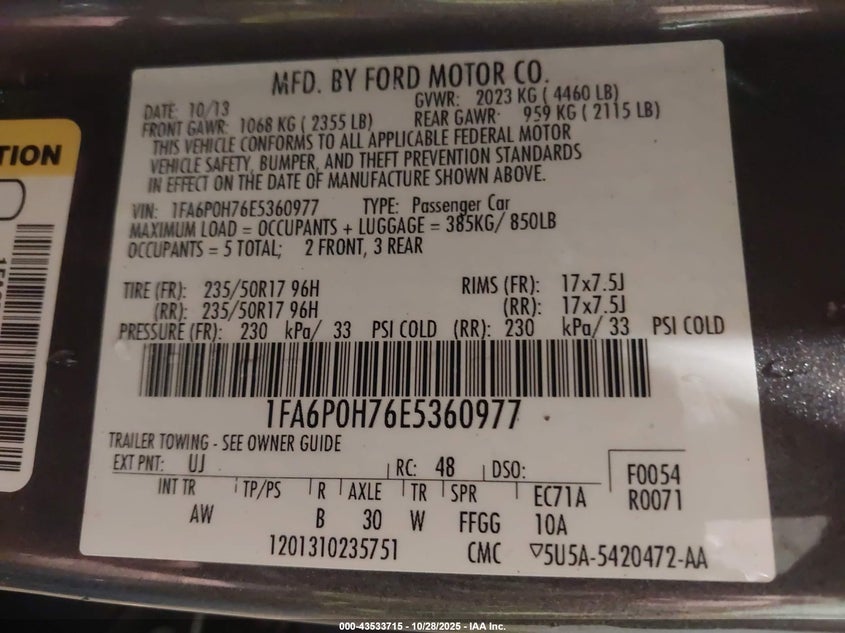 MFD. BY FORD MOTOR CO.
DATE: 10/13 GVWR: 2023 KG ( 4460 LB)
FRONT GAWR: 1068 KG ( 2355 LB) REAR GAWR: 959 KG ( 2115 LB)
THIS VEHICLE CONFORMS TO ALL APPLICABLE FEDERAL MOTOR
VEHICLE SAFETY, BUMPER, AND THEFT PREVENTION STANDARDS
IN EFFECT ON THE DATE OF MANUFACTURE SHOWN ABOVE.
VIN: 1FA6P0H76E5360977 TYPE: Passenger Car
MAXIMUM LOAD = OCCUPANTS + LUGGAGE = 385KG/ 850LB
OCCUPANTS = 5 TOTAL; 2 FRONT, 3 REAR
TIRE (FR): 235/50R17 96H RIMS (FR): 17x7.5J
(RR): 235/50R17 96H (RR): 17x7.5J
PRESSURE (FR): 230 kPa/ 33 PSI COLD (RR): 230 kPa/ 33 PSI COLD
1FA6P0H76E5360977
TRAILER TOWING - SEE OWNER GUIDE
EXT PNT: UJ RC: 48 DSO: F0054
INT TR TP/PS R AXLE TR SPR EC71A R0071
AW B 30 W FFGG 10A
1201310235751 CMC ▽5U5A-5420472-AA
TION
000-43533715 - 10/28/2025 - IAA Inc.